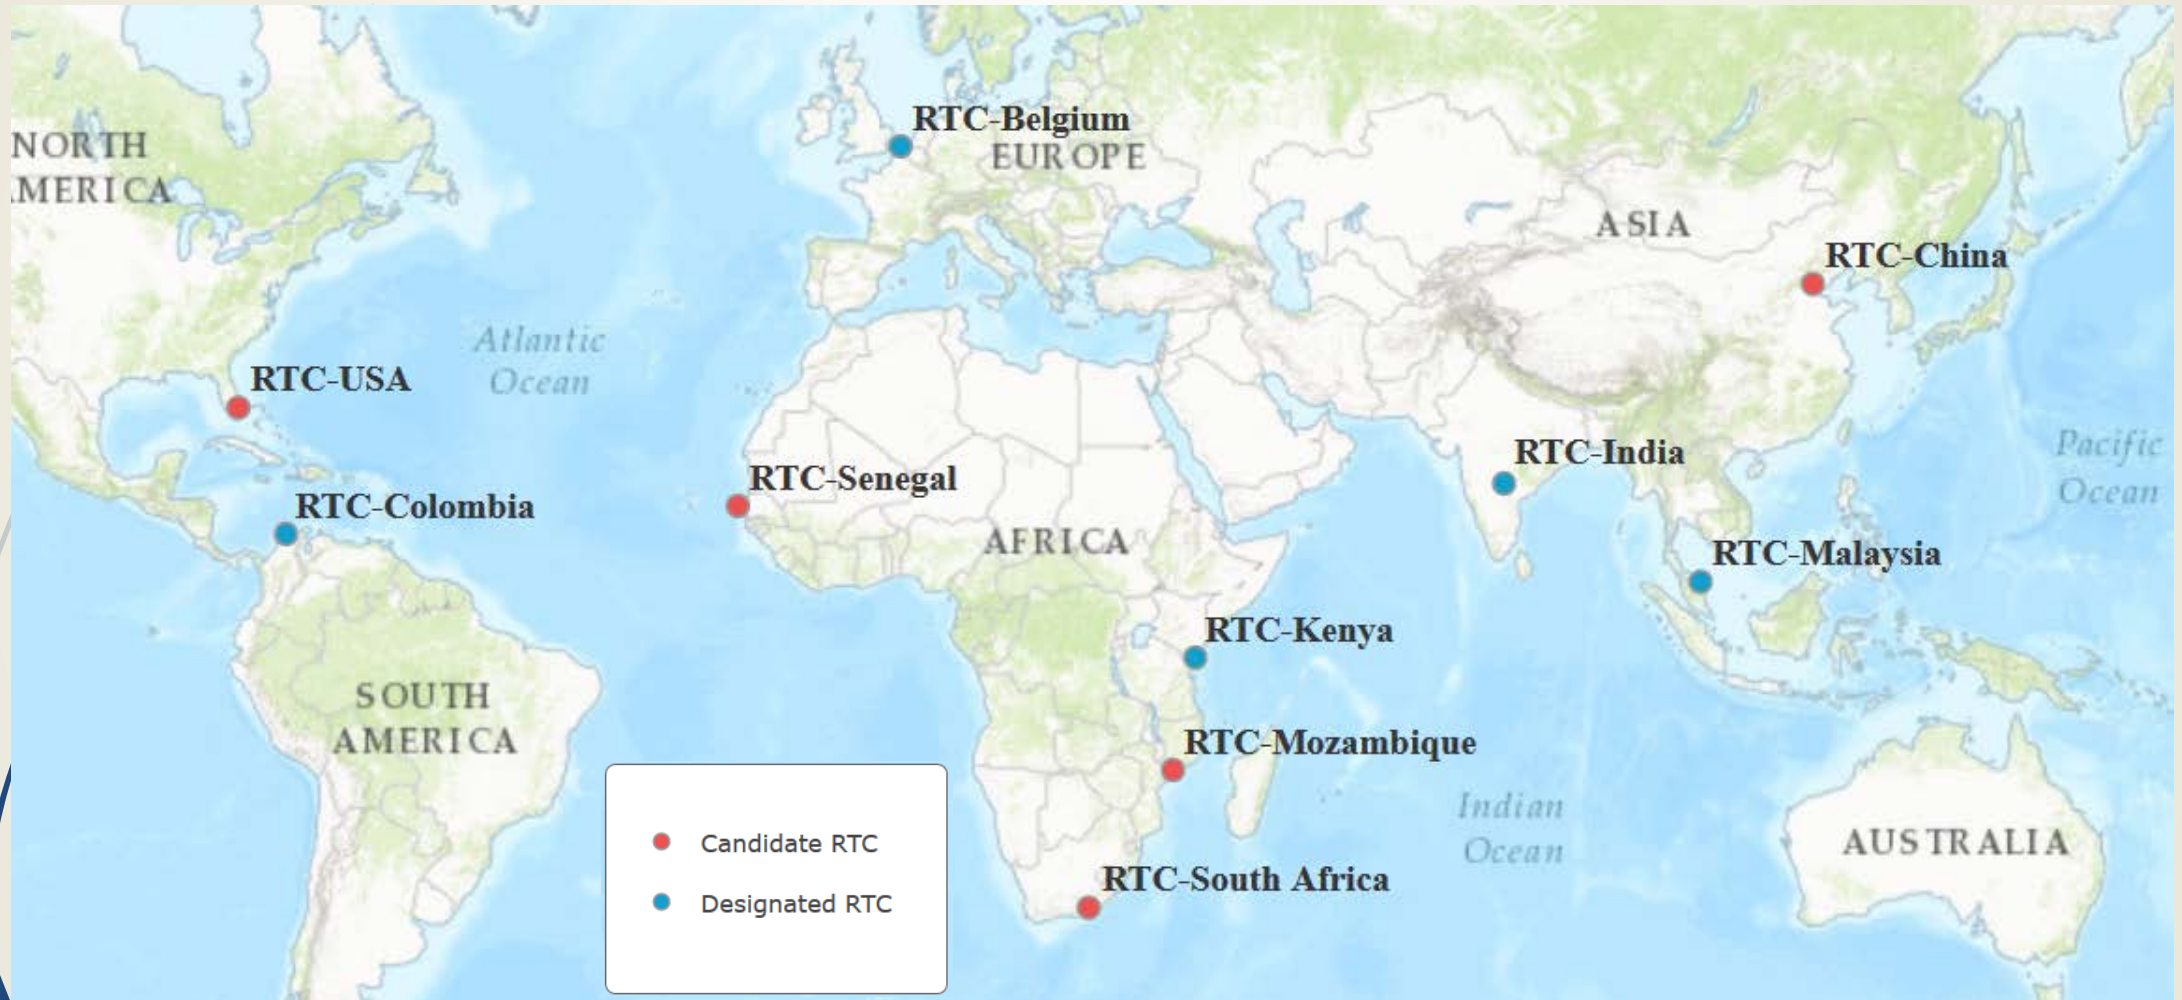 NORTH
MERICA
RTC-Belgium
EUROPE
ASIA
RTC-China
Atlantic
Ocean
RTC-USA
RTC-Senegal
RTC-India
Pacific
Ocean
RTC-Colombia
AFRICA
RTC-Malaysia
RTC-Kenya
SOUTH
AMERICA
RTC-Mozambique
Indian
Ocean
AUSTRALIA
RTC-South Africa
Candidate RTC
Designated RTC